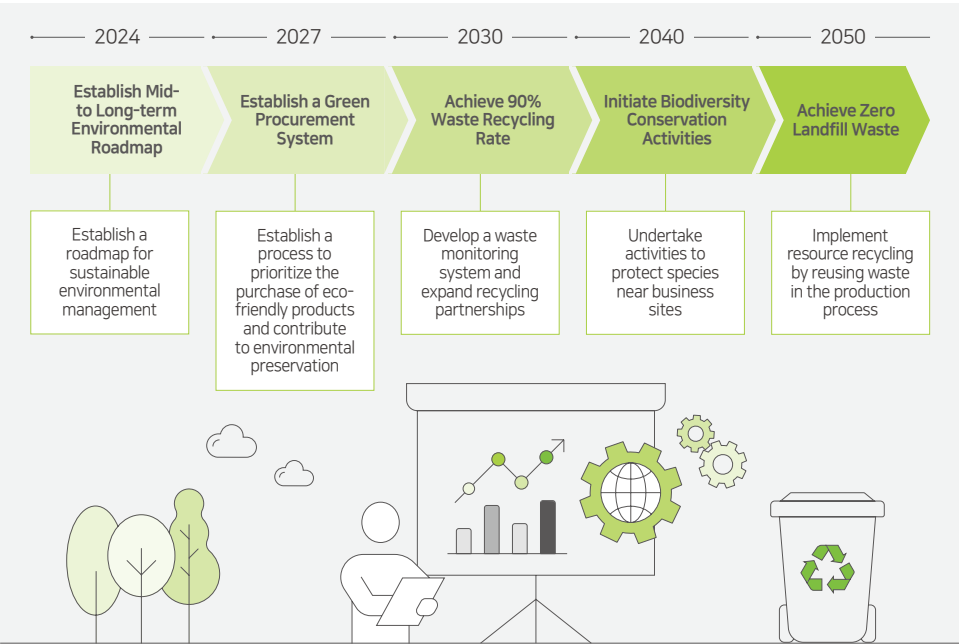 2024
2027
2030
2040
2050
Establish Mid-
to Long-term
Environmental
Roadmap
Establish a Green
Procurement
System
Achieve 90%
Waste Recycling
Rate
Initiate Biodiversity
Conservation
Activities
Achieve Zero
Landfill Waste
Establish a
roadmap for
sustainable
environmental
management
Establish a
process to
prioritize the
purchase of eco-
friendly products
and contribute
to environmental
preservation
Develop a waste
monitoring
system and
expand recycling
partnerships
Undertake
activities to
protect species
near business
sites
Implement
resource recycling
by reusing waste
in the production
process